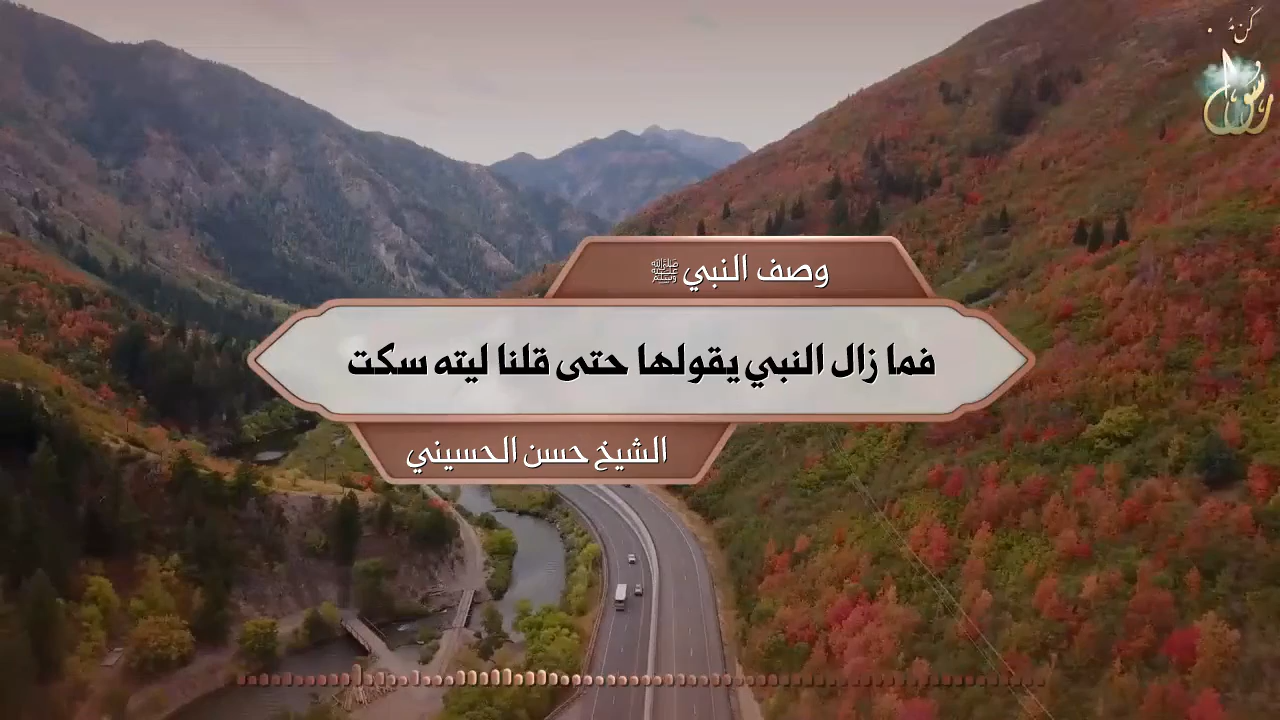 وصف النبي ﷺ
فما زال النبي يقولها حتى قلنا ليته سكت
الشيخ حسن الحسيني